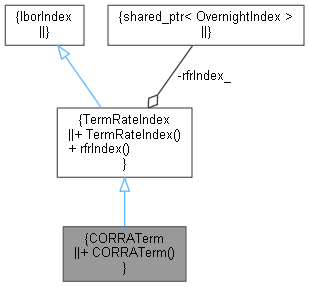 {IborIndex
||}
{shared_ptr< OvernightIndex >
||}
-rfrIndex_
{TermRateIndex
||+ TermRateIndex()
+ rfrIndex()
}
{CORRATerm
||+ CORRATerm()
}